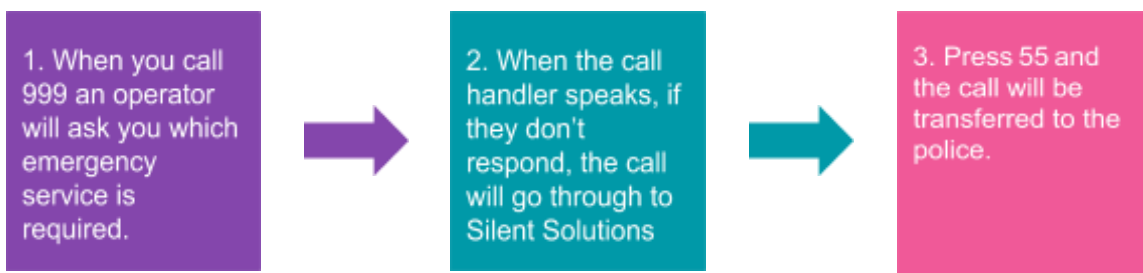 1. When you call
999 an operator
will ask you which
emergency
service is
required.
2. When the call
handler speaks, if
they don’t
respond, the call
will go through to
Silent Solutions
3. Press 55 and
the call will be
transferred to the
police.